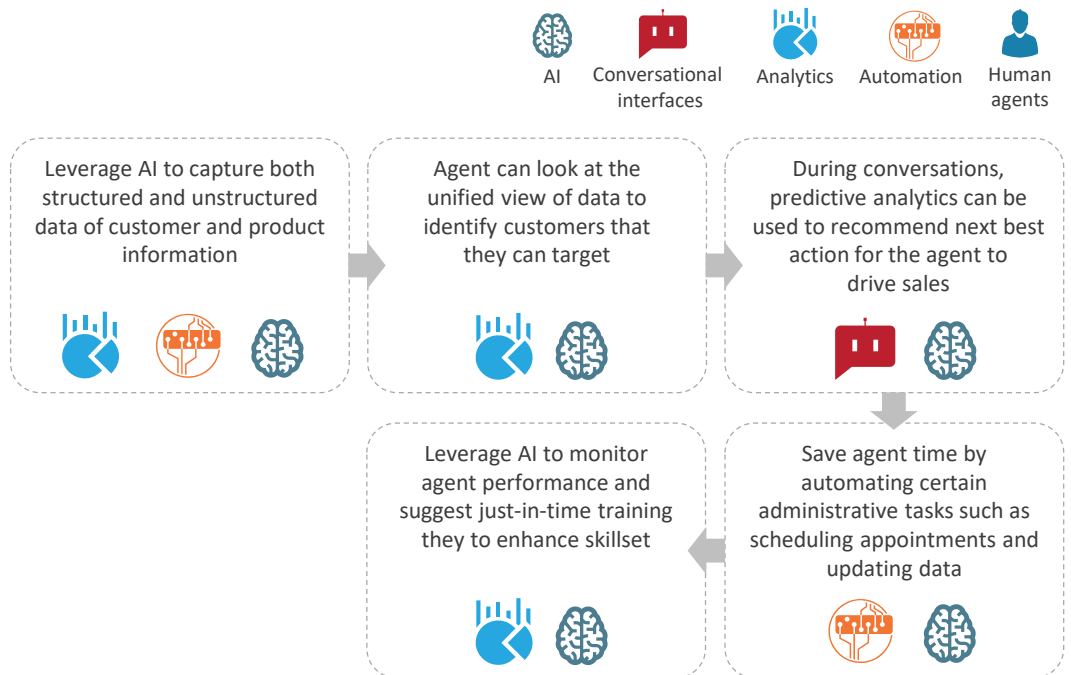 AI
Conversational
interfaces
Analytics
Automation
Human
agents
Leverage AI to capture both
structured and unstructured
data of customer and product
information
Agent can look at the
unified view of data to
identify customers that
they can target
During conversations,
predictive analytics can be
used to recommend next best
action for the agent to
drive sales
Save agent time by
automating certain
administrative tasks such as
scheduling appointments and
updating data
Leverage AI to monitor
agent performance and
suggest just-in-time training
they to enhance skillset